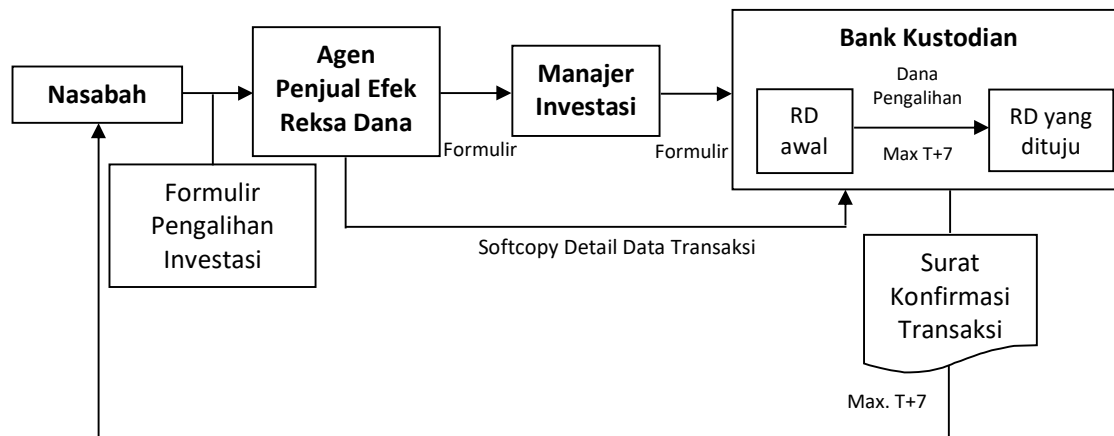 Nasabah
Agen
Penjual Efek
Reksa Dana
Manajer
Investasi
Bank Kustodian
Dana
Pengalihan
RD
awal
Max T+7
RD yang
dituju
Formulir
Formulir
Formulir
Pengalihan
Investasi
Softcopy Detail Data Transaksi
Surat
Konfirmasi
Transaksi
Max. T+7